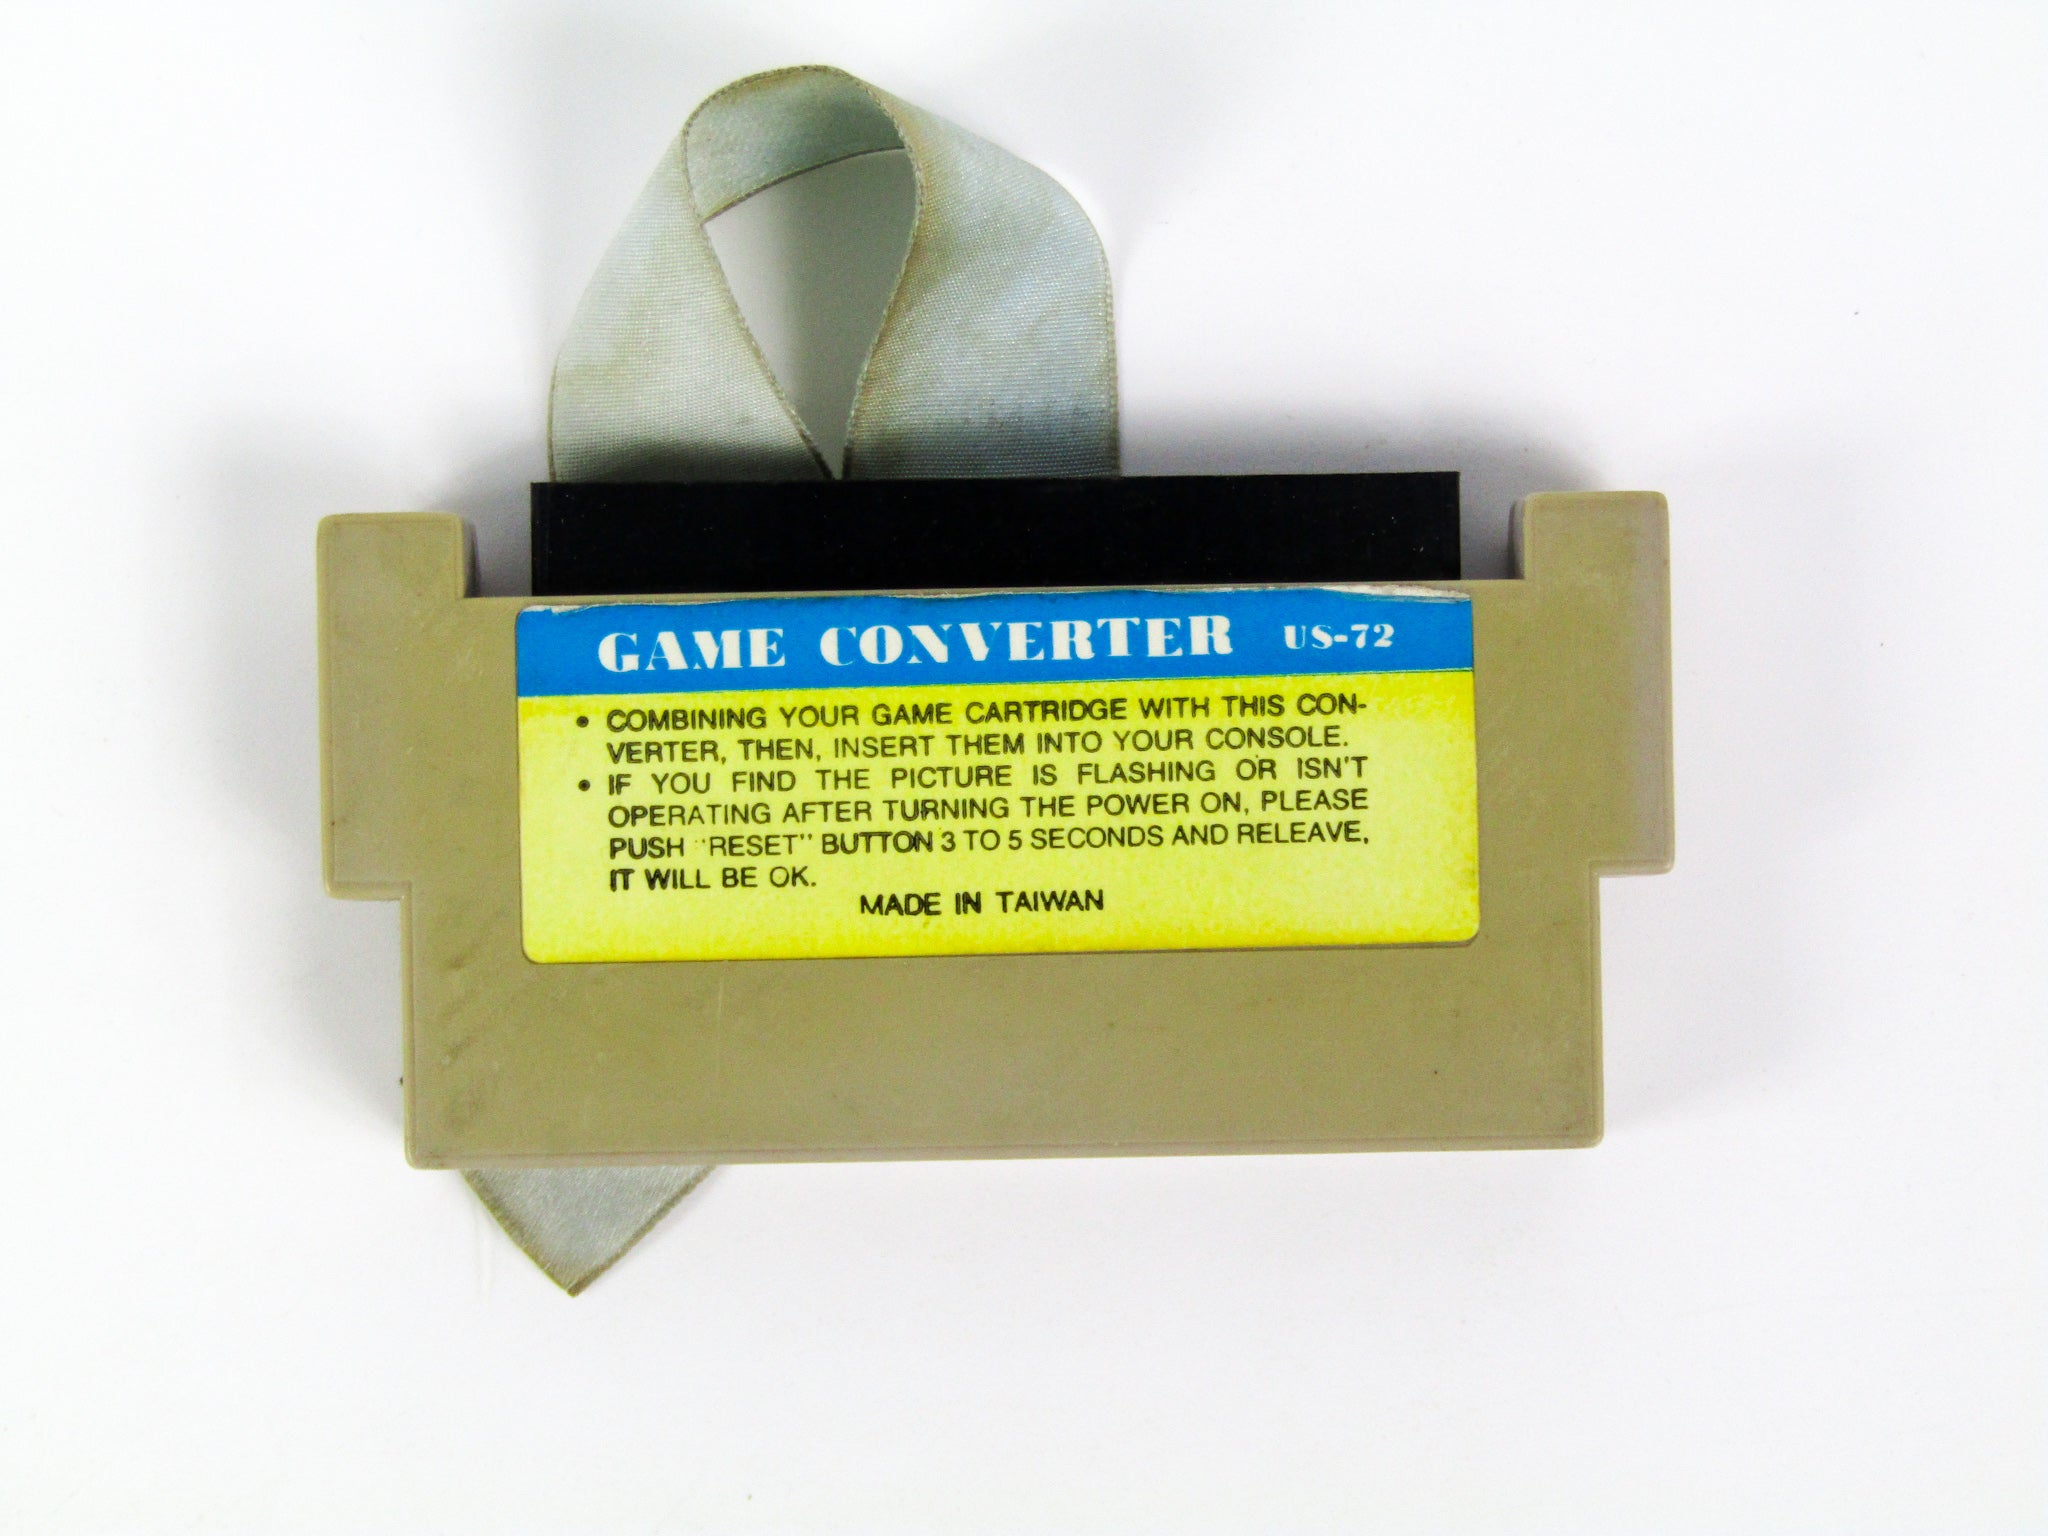 GAME CONVERTER US-72
• COMBINING YOUR GAME CARTRIDGE WITH THIS CON-
VERTER, THEN, INSERT THEM INTO YOUR CONSOLE.
• IF YOU FIND THE PICTURE IS FLASHING OR ISN'T
OPERATING AFTER TURNING THE POWER ON, PLEASE
PUSH "RESET" BUTTON 3 TO 5 SECONDS AND RELEAVE,
IT WILL BE OK.
MADE IN TAIWAN